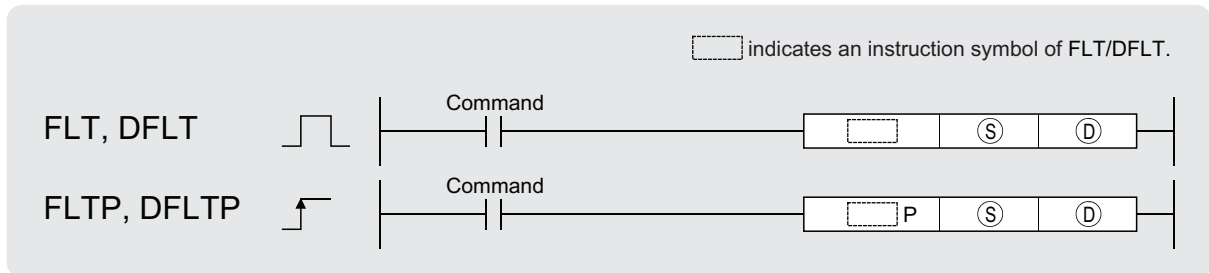 indicates an instruction symbol of FLT/DFLT.
Command
FLT, DFLT Ⓢ Ⓓ
Command
FLTP, DFLTP P Ⓢ Ⓓ